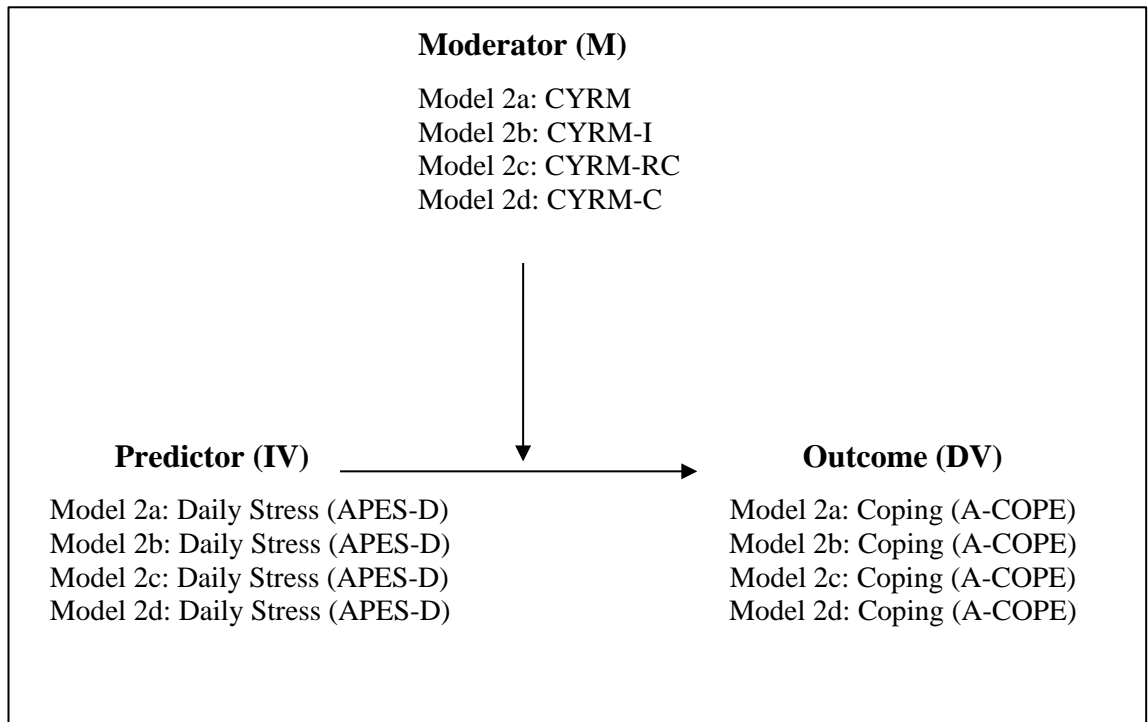 Moderator (M)
Model 2a: CYRM
Model 2b: CYRM-I
Model 2c: CYRM-RC
Model 2d: CYRM-C
Predictor (IV)
Model 2a: Daily Stress (APES-D)
Model 2b: Daily Stress (APES-D)
Model 2c: Daily Stress (APES-D)
Model 2d: Daily Stress (APES-D)
Outcome (DV)
Model 2a: Coping (A-COPE)
Model 2b: Coping (A-COPE)
Model 2c: Coping (A-COPE)
Model 2d: Coping (A-COPE)